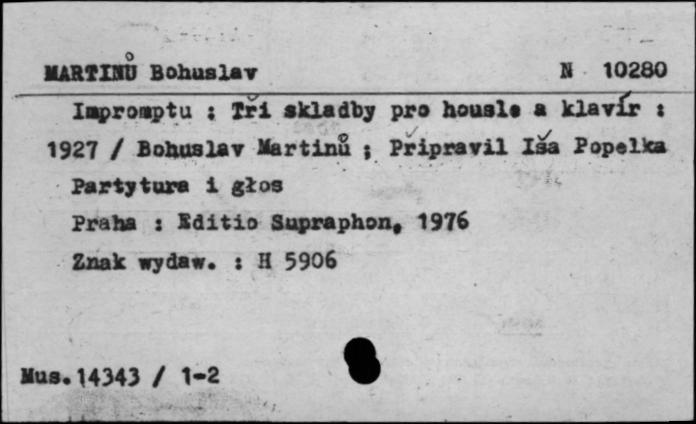 MARTINŮ Bohuslav N 10280
Impromptu : Tři skladby pro housle a klavír :
1927 / Bohuslav Martinů ; Připravil Iša Popelka
Partytura i głos
Praha : Editio Supraphon, 1976
Znak wydaw. : H 5906
Mus.14343 / 1-2